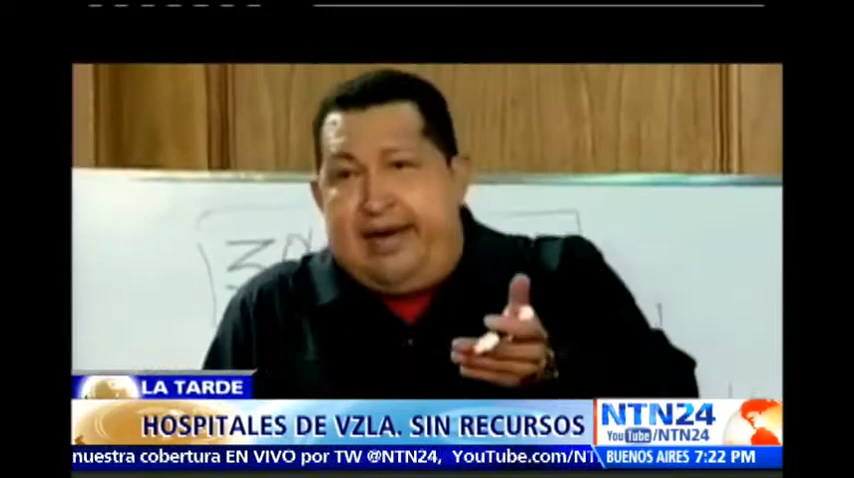 LA TARDE
HOSPITALES DE VZLA. SIN RECURSOS
NTN24
YouTube/NTN24
nuestra cobertura EN VIVO por TW @NTN24, YouTube.com/NT
BUENOS AIRES 7:22 PM